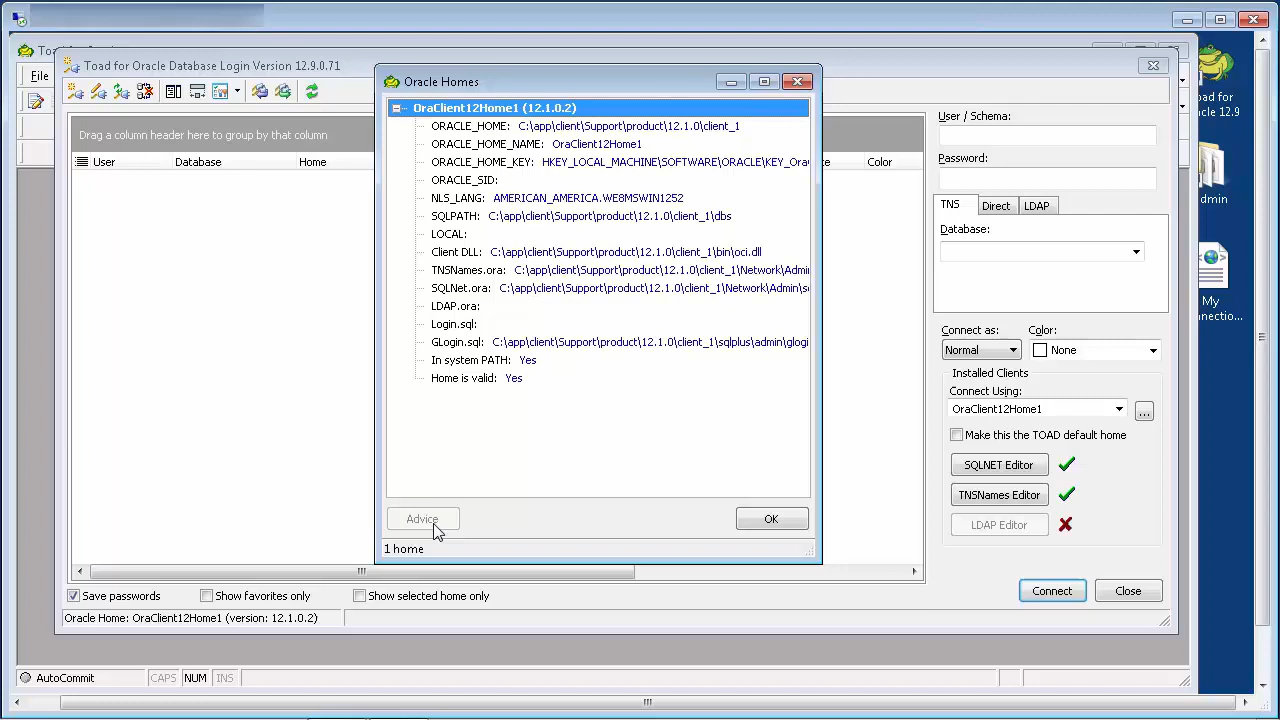 Toad for Oracle Database Login Version 12.9.0.71
File
Drag a column header here to group by that column
User
Database
Home
Color
Oracle Homes
OraClient12Home1 (12.1.0.2)
ORACLE_HOME: C:\app\client\Support\product\12.1.0\client_1
ORACLE_HOME_NAME: OraClient12Home1
ORACLE_HOME_KEY: HKEY_LOCAL_MACHINE\SOFTWARE\ORACLE\KEY_Ora
ORACLE_SID:
NLS_LANG: AMERICAN_AMERICA.WE8MSWIN1252
SQLPATH: C:\app\client\Support\product\12.1.0\client_1\dbs
LOCAL:
Client DLL: C:\app\client\Support\product\12.1.0\client_1\bin\oci.dll
TNSNames.ora: C:\app\client\Support\product\12.1.0\client_1\Network\Admi
SQLNet.ora: C:\app\client\Support\product\12.1.0\client_1\Network\Admin\s
LDAP.ora:
Login.sql:
GLogin.sql: C:\app\client\Support\product\12.1.0\client_1\sqlplus\admin\glogi
In system PATH: Yes
Home is valid: Yes
Advice
OK
1 home
User / Schema:
Password:
TNS Direct LDAP
Database:
Connect as: Color:
Normal None
Installed Clients
Connect Using:
OraClient12Home1 ...
Make this the TOAD default home
SQLNET Editor
TNSNames Editor
LDAP Editor
Connect Close
Save passwords Show favorites only Show selected home only
Oracle Home: OraClient12Home1 (version: 12.1.0.2)
AutoCommit CAPS NUM INS
oad for
cle 12.9
dmin
My
nnectio...